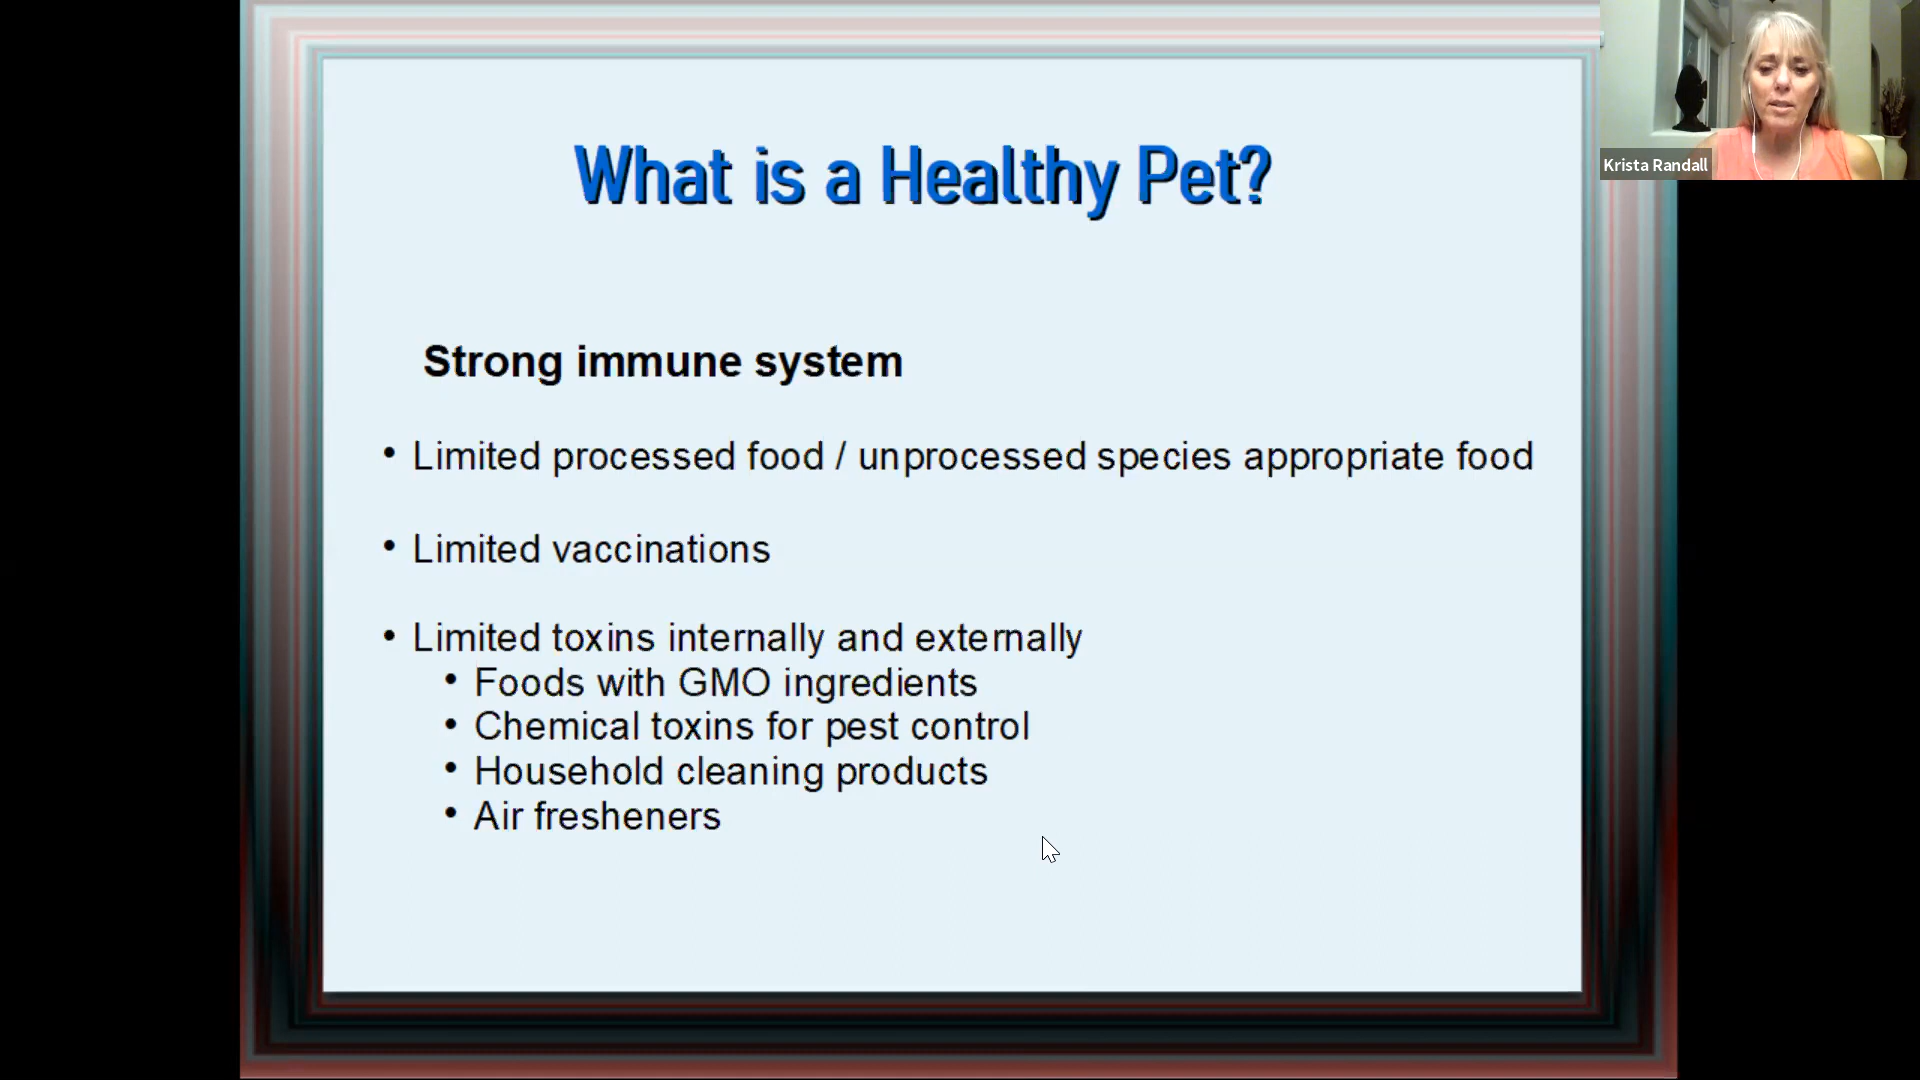 What is a Healthy Pet?
Krista Randall
Strong immune system
• Limited processed food / unprocessed species appropriate food
• Limited vaccinations
• Limited toxins internally and externally
• Foods with GMO ingredients
• Chemical toxins for pest control
• Household cleaning products
• Air fresheners